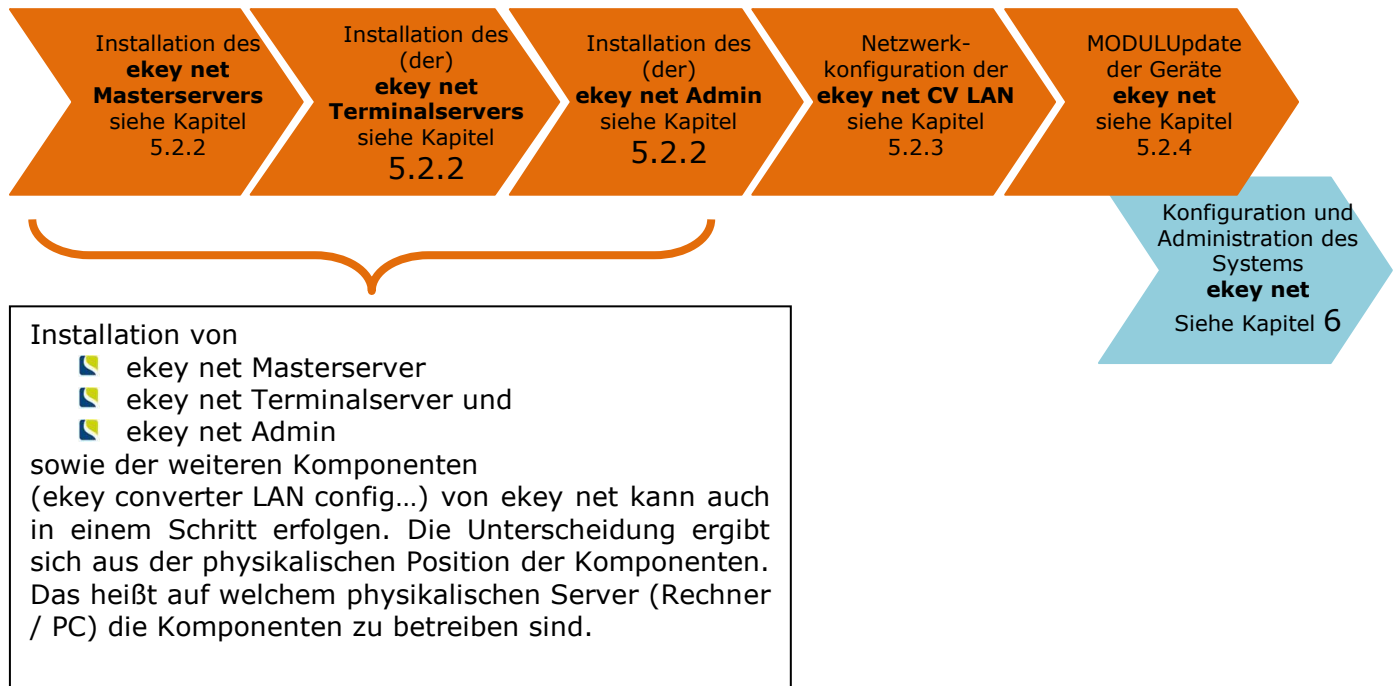 Installation des
ekey net
Masterservers
siehe Kapitel
5.2.2
Installation des
(der)
ekey net
Terminalservers
siehe Kapitel
5.2.2
Installation des
(der)
ekey net Admin
siehe Kapitel
5.2.2
Netzwerk-
konfiguration der
ekey net CV LAN
siehe Kapitel
5.2.3
MODULUpdate
der Geräte
ekey net
siehe Kapitel
5.2.4
Konfiguration und
Administration des
Systems
ekey net
Siehe Kapitel 6
Installation von
ekey net Masterserver
ekey net Terminalserver und
ekey net Admin
sowie der weiteren Komponenten
(ekey converter LAN config…) von ekey net kann auch
in einem Schritt erfolgen. Die Unterscheidung ergibt
sich aus der physikalischen Position der Komponenten.
Das heißt auf welchem physikalischen Server (Rechner
/ PC) die Komponenten zu betreiben sind.